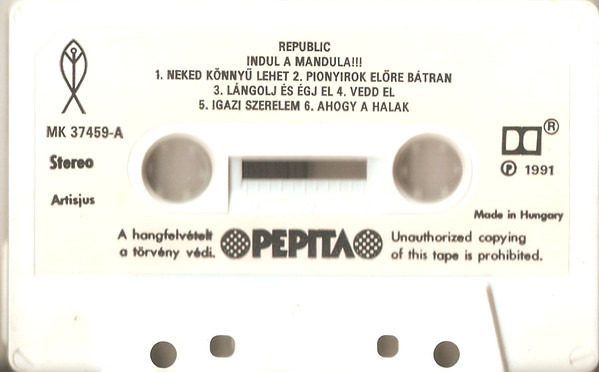 REPUBLIC
INDUL A MANDULA!!!
1. NEKED KÖNNYŰ LEHET 2. PIONYIROK ELŐRE BÁTRAN
3. LÁNGOLJ ÉS ÉGJ EL 4. VEDD EL
5. IGAZI SZERELEM 6. AHOGY A HALAK
MK 37459-A
Stereo
Artisjus
®
Ⓟ 1991
Made in Hungary
A hangfelvételt
a törvény védi.
PEPITA
Unauthorized copying
of this tape is prohibited.